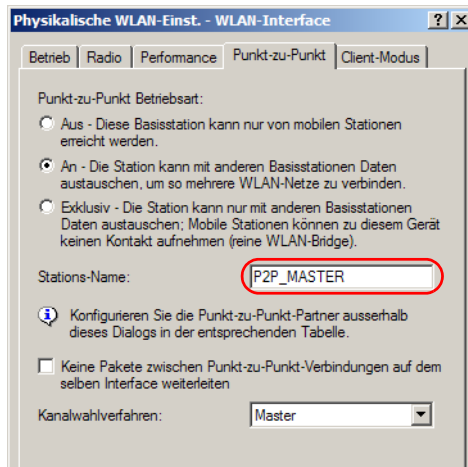 Physikalische WLAN-Einst. - WLAN-Interface
Betrieb Radio Performance Punkt-zu-Punkt Client-Modus
Punkt-zu-Punkt Betriebsart:
Aus - Diese Basisstation kann nur von mobilen Stationen
erreicht werden.
An - Die Station kann mit anderen Basisstationen Daten
austauschen, um so mehrere WLAN-Netze zu verbinden.
Exklusiv - Die Station kann nur mit anderen Basisstationen
Daten austauschen; Mobile Stationen können zu diesem Gerät
keinen Kontakt aufnehmen (reine WLAN-Bridge).
Stations-Name: P2P_MASTER
Konfigurieren Sie die Punkt-zu-Punkt-Partner ausserhalb
dieses Dialogs in der entsprechenden Tabelle.
Keine Pakete zwischen Punkt-zu-Punkt-Verbindungen auf dem
selben Interface weiterleiten
Kanalwahlverfahren: Master